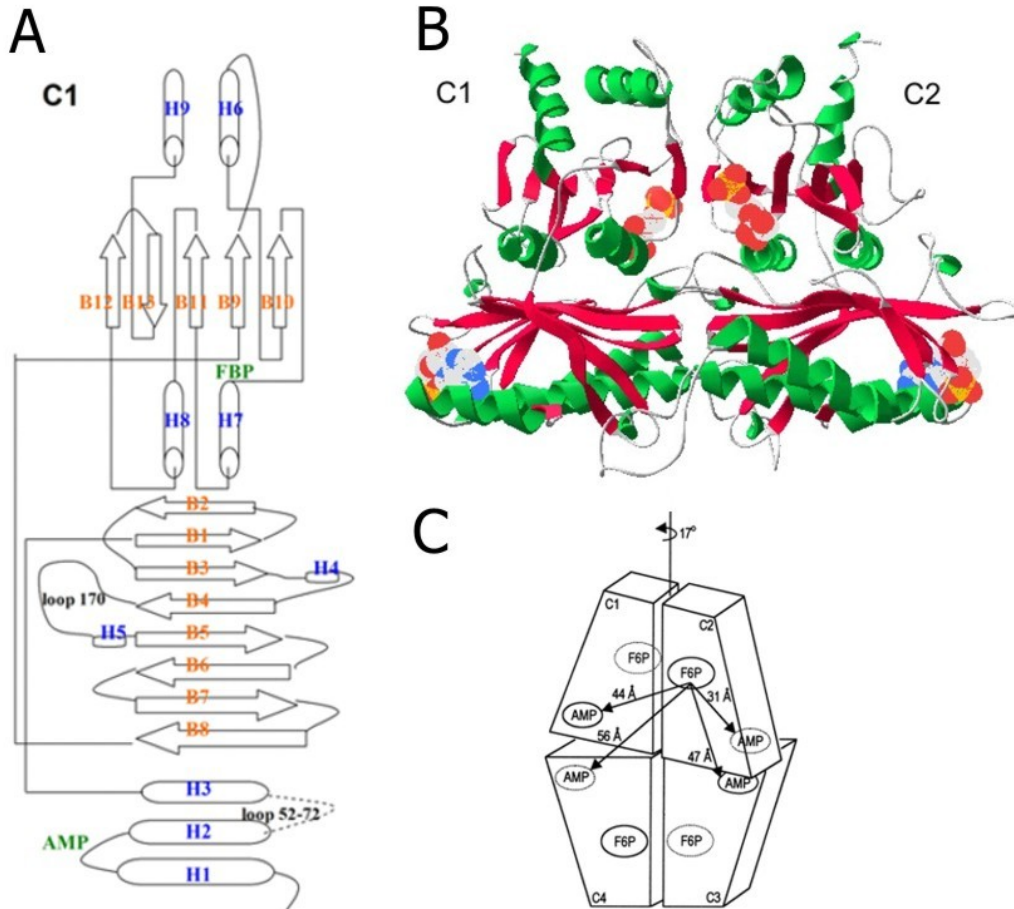 A
C1
H9
H6
B12
B13
B11
B9
B10
FBP
H8
H7
B2
B1
B3
H4
loop 170
B4
H5
B5
B6
B7
B8
H3
loop 52-72
AMP
H2
H1
B
C1
C2
C
17°
C1
C2
F6P
F6P
44 Å
31 Å
AMP
56 Å
AMP
47 Å
AMP
AMP
F6P
F6P
C4
C3